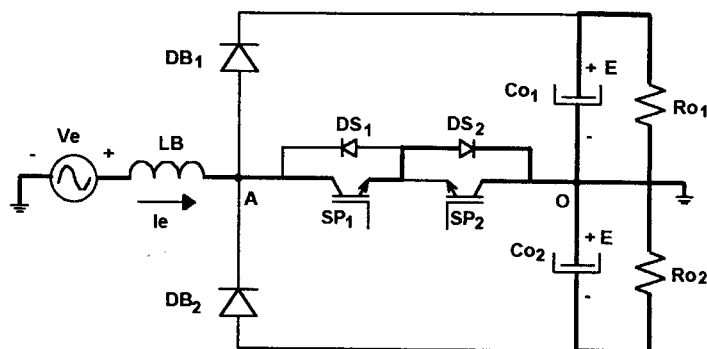 DB1
+ E
Co1
-
Ro1
Ve
- +
LB
DS1 DS2
Ie
A
SP1
SP2
O
+ E
Co2
-
Ro2
DB2